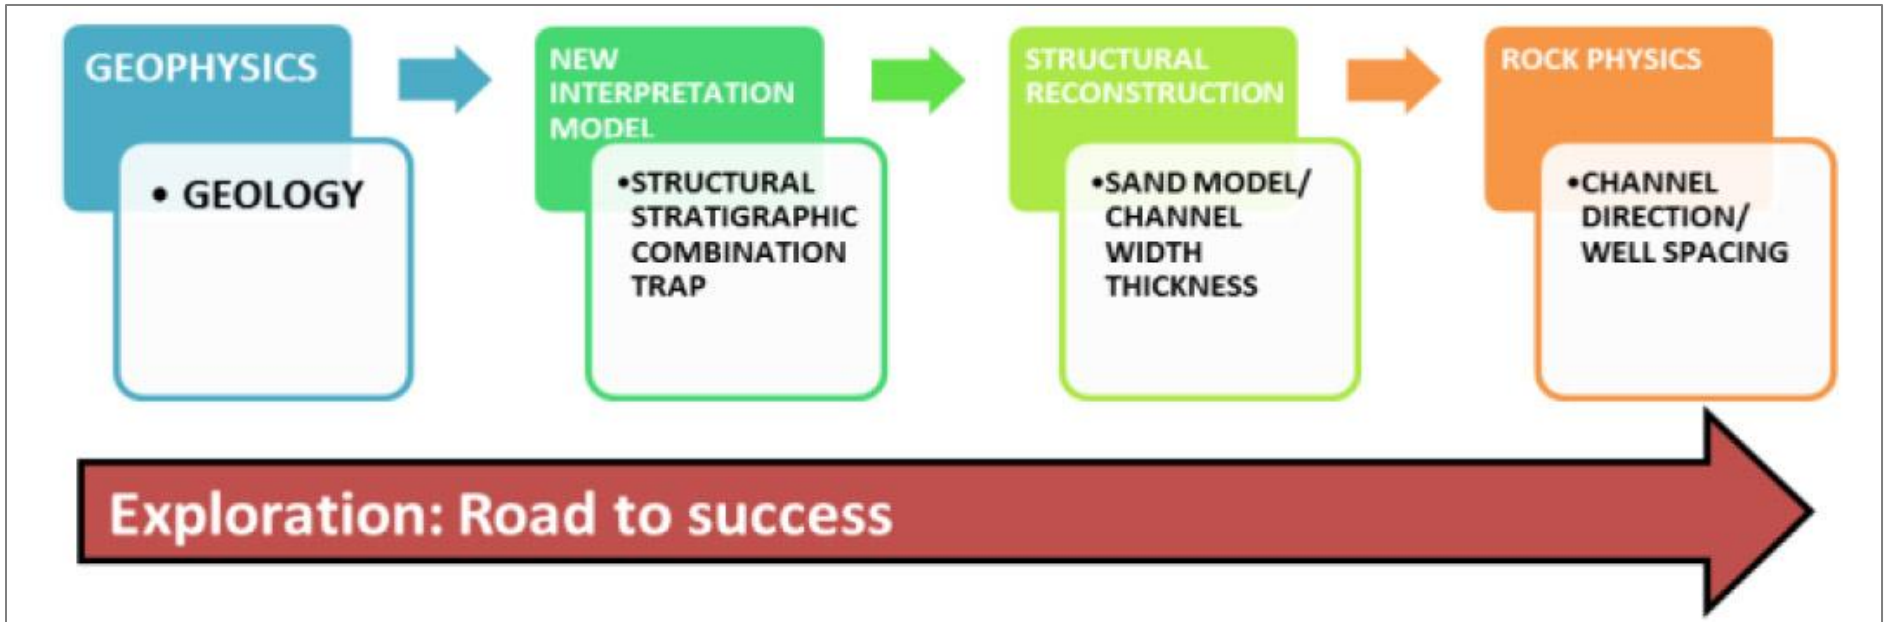 GEOPHYSICS
• GEOLOGY
NEW
INTERPRETATION
MODEL
•STRUCTURAL
STRATIGRAPHIC
COMBINATION
TRAP
STRUCTURAL
RECONSTRUCTION
•SAND MODEL/
CHANNEL
WIDTH
THICKNESS
ROCK PHYSICS
•CHANNEL
DIRECTION/
WELL SPACING
Exploration: Road to success